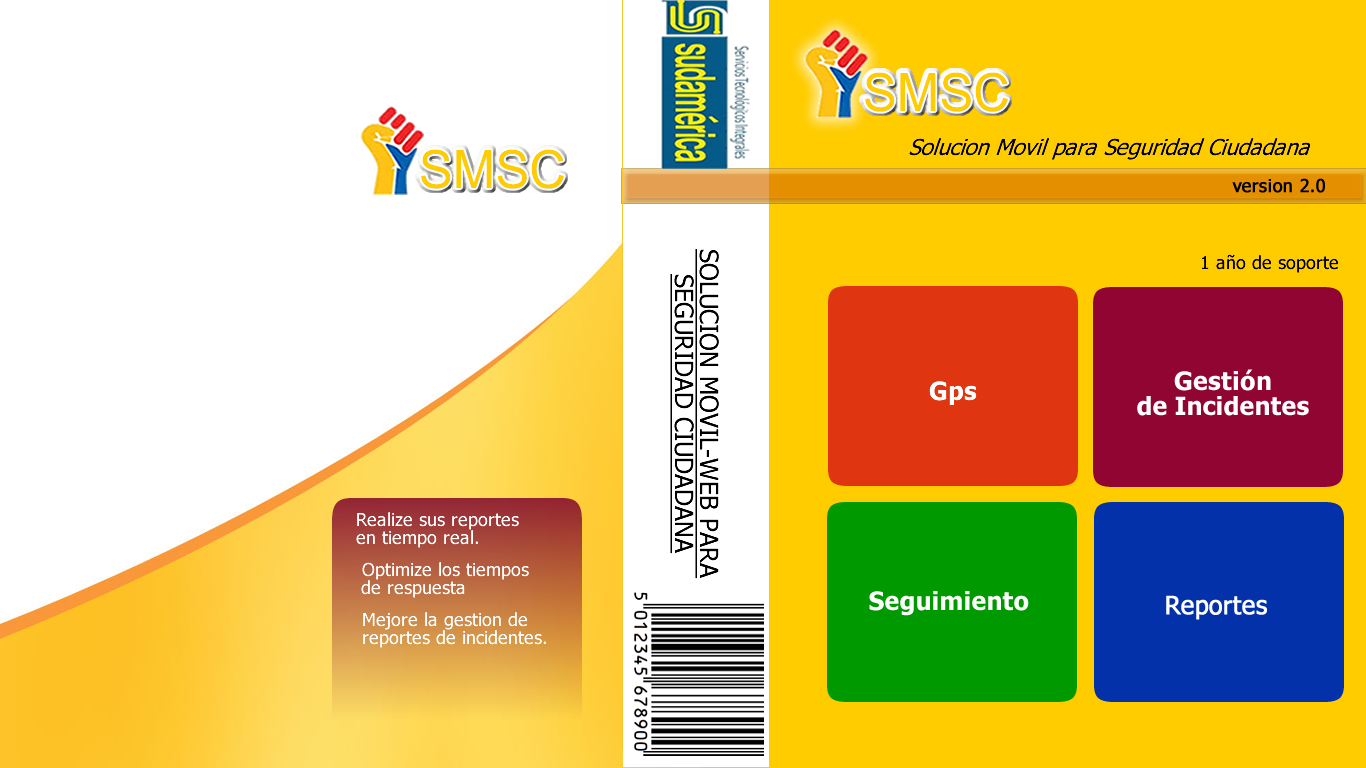 SMSC
Realize sus reportes
en tiempo real.
Optimize los tiempos
de respuesta
Mejore la gestion de
reportes de incidentes.
sudamérica
Servicios Tecnológicos Integrales
SOLUCION MOVIL-WEB PARA
SEGURIDAD CIUDADANA
5 012345 678900
SMSC
Solucion Movil para Seguridad Ciudadana
version 2.0
1 año de soporte
Gps
Gestión
de Incidentes
Seguimiento
Reportes